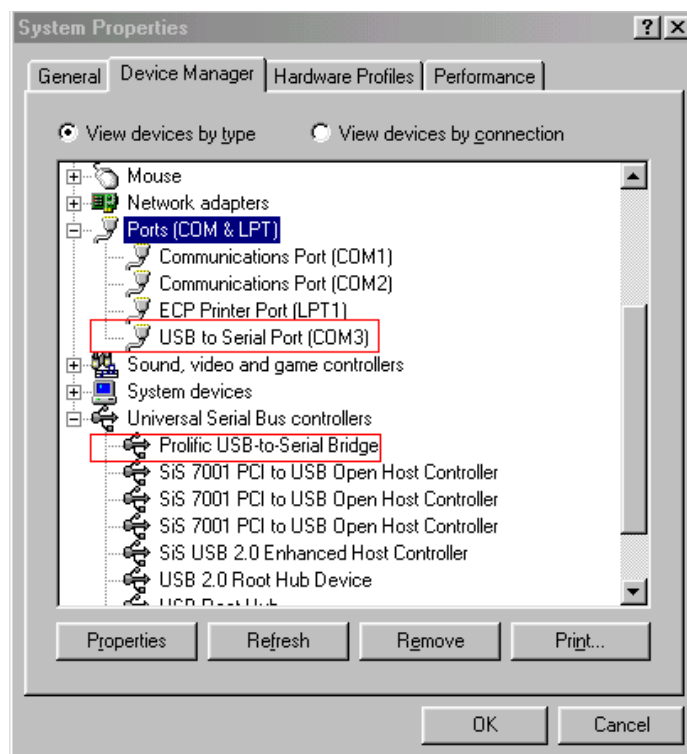 System Properties
General
Device Manager
Hardware Profiles
Performance
View devices by type
View devices by connection
Mouse
Network adapters
Ports (COM & LPT)
Communications Port (COM1)
Communications Port (COM2)
ECP Printer Port (LPT1)
USB to Serial Port (COM3)
Sound, video and game controllers
System devices
Universal Serial Bus controllers
Prolific USB-to-Serial Bridge
SiS 7001 PCI to USB Open Host Controller
SiS 7001 PCI to USB Open Host Controller
SiS 7001 PCI to USB Open Host Controller
SiS USB 2.0 Enhanced Host Controller
USB 2.0 Root Hub Device
USB Root Hub
Properties
Refresh
Remove
Print...
OK
Cancel